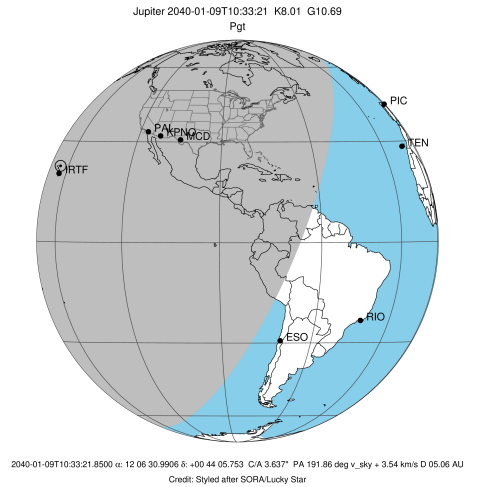 Jupiter 2040-01-09T10:33:21 K8.01 G10.69
Pgt
PIC
TEN
PAL
KPNO
MCD
IRTF
RIO
ESO
2040-01-09T10:33:21.8500 α: 12 06 30.9906 δ: +00 44 05.753 C/A 3.637" PA 191.86 deg v_sky + 3.54 km/s D 05.06 AU
Credit: Styled after SORA/Lucky Star